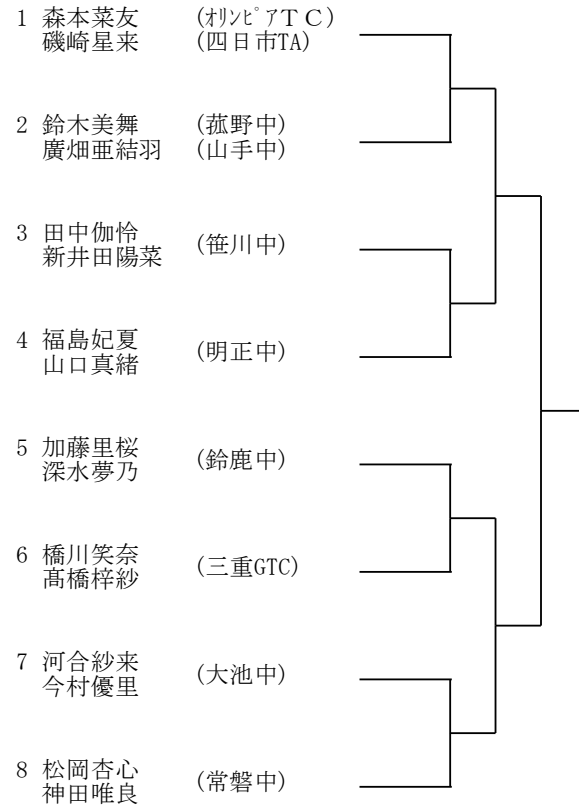 1 森本菜友 (ｵﾘﾝﾋﾟｱＴＣ)
磯崎星来 (四日市TA)
2 鈴木美舞 (菰野中)
廣畑亜結羽 (山手中)
3 田中伽怜
新井田陽菜 (笹川中)
4 福島妃夏
山口真緒 (明正中)
5 加藤里桜
深水夢乃 (鈴鹿中)
6 橋川笑奈
髙橋梓紗 (三重GTC)
7 河合紗来
今村優里 (大池中)
8 松岡杏心
神田唯良 (常磐中)